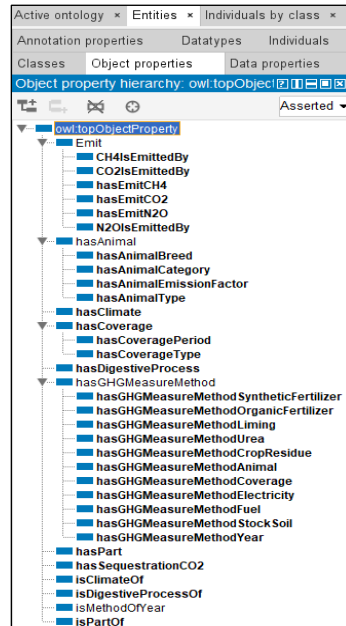 Active ontology × Entities × Individuals by class ×
Annotation properties Datatypes Individuals
Classes Object properties Data properties
Object property hierarchy: owl:topObject
Asserted
owl:topObjectProperty
Emit
CH4IsEmittedBy
CO2IsEmittedBy
hasEmitCH4
hasEmitCO2
hasEmitN2O
N2OIsEmittedBy
hasAnimal
hasAnimalBreed
hasAnimalCategory
hasAnimalEmissionFactor
hasAnimalType
hasClimate
hasCoverage
hasCoveragePeriod
hasCoverageType
hasDigestiveProcess
hasGHGMeasureMethod
hasGHGMeasureMethodSyntheticFertilizer
hasGHGMeasureMethodOrganicFertilizer
hasGHGMeasureMethodLiming
hasGHGMeasureMethodUrea
hasGHGMeasureMethodCropResidue
hasGHGMeasureMethodAnimal
hasGHGMeasureMethodCoverage
hasGHGMeasureMethodElectricity
hasGHGMeasureMethodFuel
hasGHGMeasureMethodStockSoil
hasGHGMeasureMethodYear
hasPart
hasSequestrationCO2
isClimateOf
isDigestiveProcessOf
isMethodOfYear
isPartOf